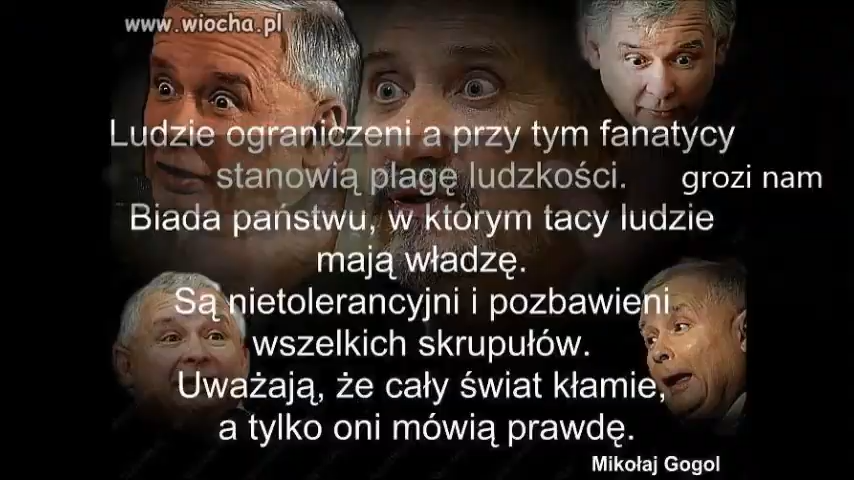 www.wiocha.pl
Ludzie ograniczeni a przy tym fanatycy
stanowią plagę ludzkości.
grozi nam
Biada państwu, w którym tacy ludzie
mają władzę.
Są nietolerancyjni i pozbawieni
wszelkich skrupułów.
Uważają, że cały świat kłamie,
a tylko oni mówią prawdę.
Mikołaj Gogol